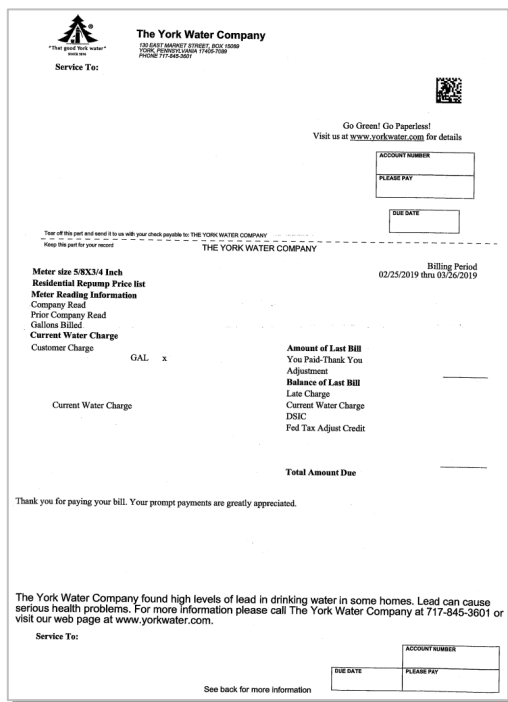 "That good York water"
SINCE 1816
The York Water Company
130 EAST MARKET STREET, BOX 15089
YORK, PENNSYLVANIA 17405-7089
PHONE 717-845-3601
Service To:
Go Green! Go Paperless!
Visit us at www.yorkwater.com for details
ACCOUNT NUMBER
PLEASE PAY
DUE DATE
Tear off this part and send it to us with your check payable to: THE YORK WATER COMPANY
Keep this part for your record
THE YORK WATER COMPANY
Billing Period
02/25/2019 thru 03/26/2019
Meter size 5/8X3/4 Inch
Residential Repump Price list
Meter Reading Information
Company Read
Prior Company Read
Gallons Billed
Current Water Charge
Customer Charge
GAL x
Current Water Charge
Amount of Last Bill
You Paid-Thank You
Adjustment
Balance of Last Bill
Late Charge
Current Water Charge
DSIC
Fed Tax Adjust Credit
Total Amount Due
Thank you for paying your bill. Your prompt payments are greatly appreciated.
The York Water Company found high levels of lead in drinking water in some homes. Lead can cause
serious health problems. For more information please call The York Water Company at 717-845-3601 or
visit our web page at www.yorkwater.com.
Service To:
ACCOUNT NUMBER
DUE DATE
PLEASE PAY
See back for more information